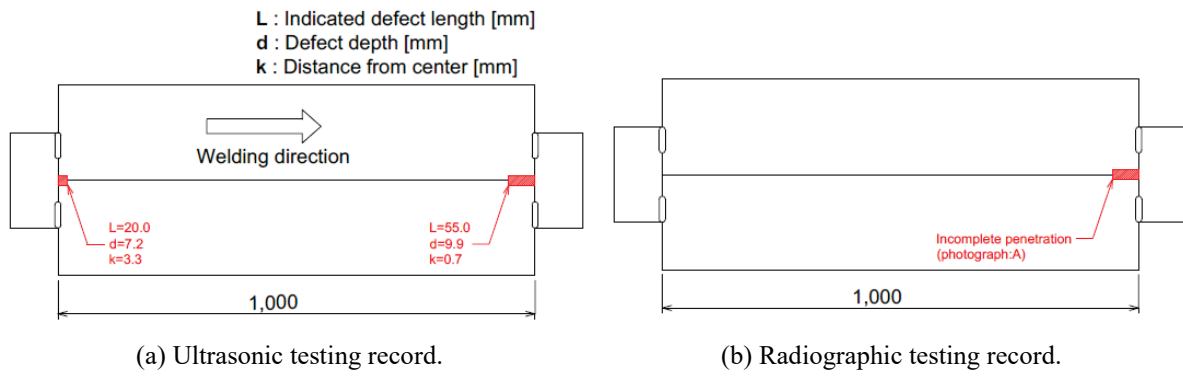 L : Indicated defect length [mm]
d : Defect depth [mm]
k : Distance from center [mm]
Welding direction
L=20.0
d=7.2
k=3.3
L=55.0
d=9.9
k=0.7
1,000
(a) Ultrasonic testing record.
Incomplete penetration
(photograph:A)
1,000
(b) Radiographic testing record.